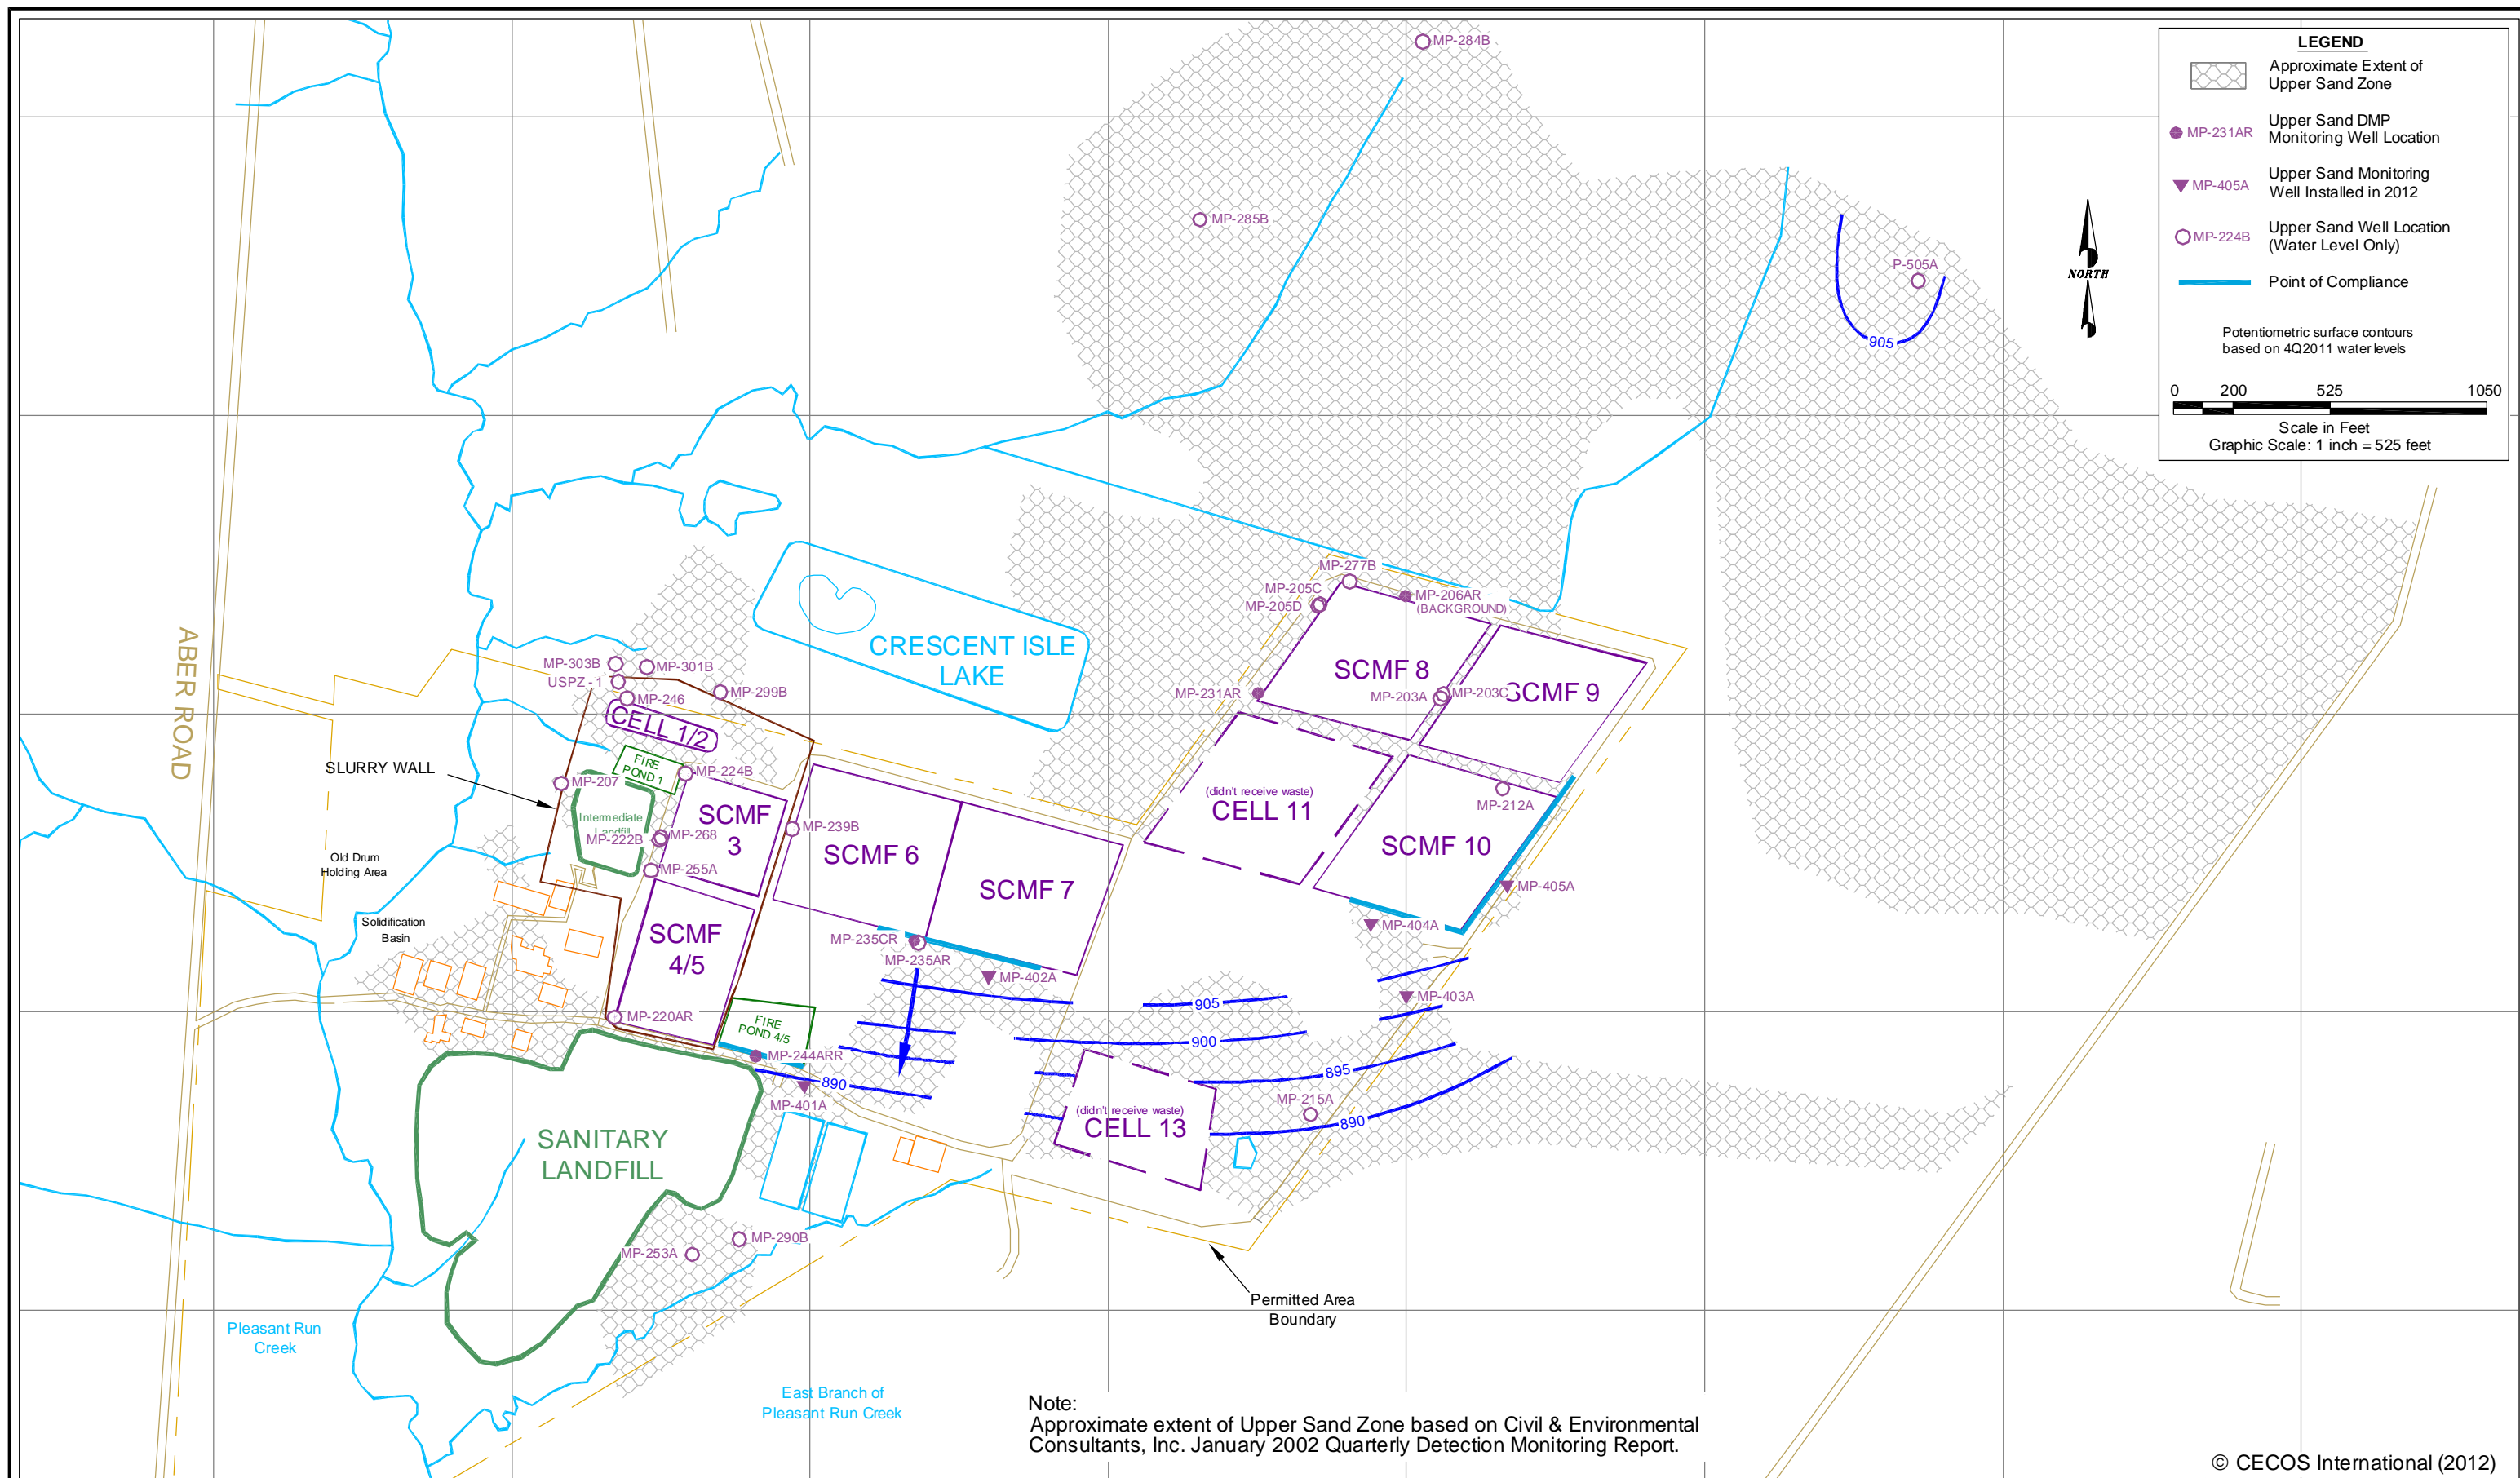 LEGEND
Approximate Extent of
Upper Sand Zone
MP-231AR
Upper Sand DMP
Monitoring Well Location
MP-405A
Upper Sand Monitoring
Well Installed in 2012
MP-224B
Upper Sand Well Location
(Water Level Only)
Point of Compliance
Potentiometric surface contours
based on 4Q2011 water levels
0 200 525 1050
Scale in Feet
Graphic Scale: 1 inch = 525 feet
NORTH
MP-284B
MP-285B
P-505A
905
MP-277B
MP-205C
MP-205D
MP-206AR
(BACKGROUND)
CRESCENT ISLE
LAKE
SCMF 8
SCMF 9
MP-231AR
MP-203A
MP-203C
ABER ROAD
MP-303B
MP-301B
USPZ - 1
MP-299B
MP-246
CELL 1/2
SLURRY WALL
FIRE
POND 1
MP-207
MP-224B
Intermediate
Landfill
SCMF
3
MP-268
MP-222B
MP-239B
MP-255A
SCMF 6
SCMF 7
(didn't receive waste)
CELL 11
MP-212A
SCMF 10
MP-405A
MP-404A
Old Drum
Holding Area
Solidification
Basin
SCMF
4/5
MP-235CR
MP-235AR
MP-402A
MP-403A
905
MP-220AR
FIRE
POND 4/5
900
MP-244ARR
890
MP-401A
895
MP-215A
890
(didn't receive waste)
CELL 13
SANITARY
LANDFILL
MP-290B
MP-253A
Permitted Area
Boundary
Pleasant Run
Creek
East Branch of
Pleasant Run Creek
Note:
Approximate extent of Upper Sand Zone based on Civil & Environmental
Consultants, Inc. January 2002 Quarterly Detection Monitoring Report.
© CECOS International (2012)